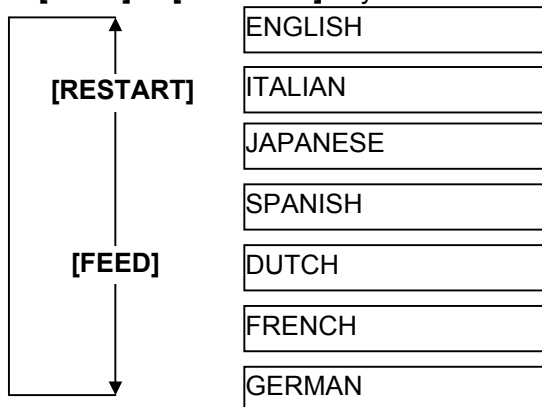 ENGLISH
[RESTART] ITALIAN
JAPANESE
SPANISH
[FEED] DUTCH
FRENCH
GERMAN